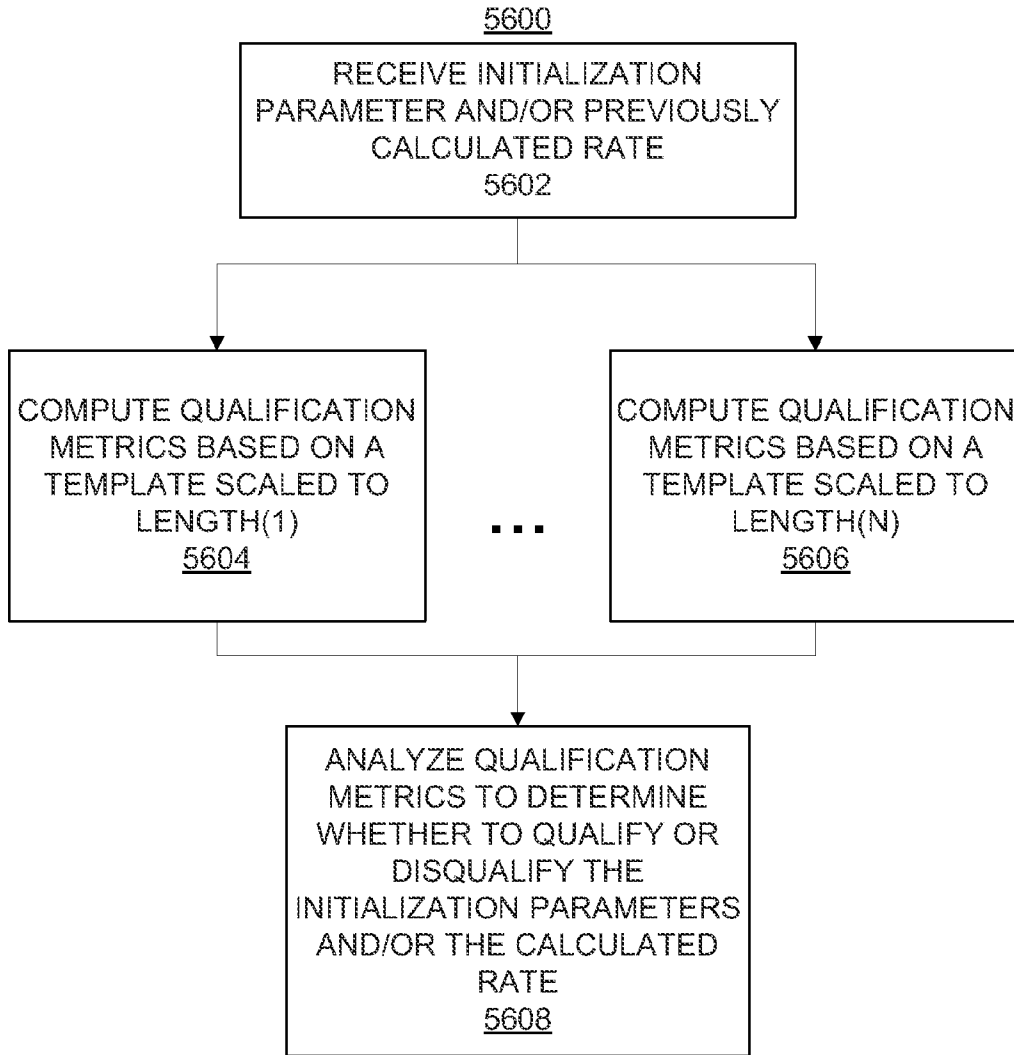 5600
RECEIVE INITIALIZATION
PARAMETER AND/OR PREVIOUSLY
CALCULATED RATE
5602
COMPUTE QUALIFICATION
METRICS BASED ON A
TEMPLATE SCALED TO
LENGTH(1)
5604
...
COMPUTE QUALIFICATION
METRICS BASED ON A
TEMPLATE SCALED TO
LENGTH(N)
5606
ANALYZE QUALIFICATION
METRICS TO DETERMINE
WHETHER TO QUALIFY OR
DISQUALIFY THE
INITIALIZATION PARAMETERS
AND/OR THE CALCULATED
RATE
5608